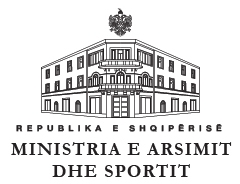 REPUBLIKA E SHQIPËRISË
MINISTRIA E ARSIMIT
DHE SPORTIT